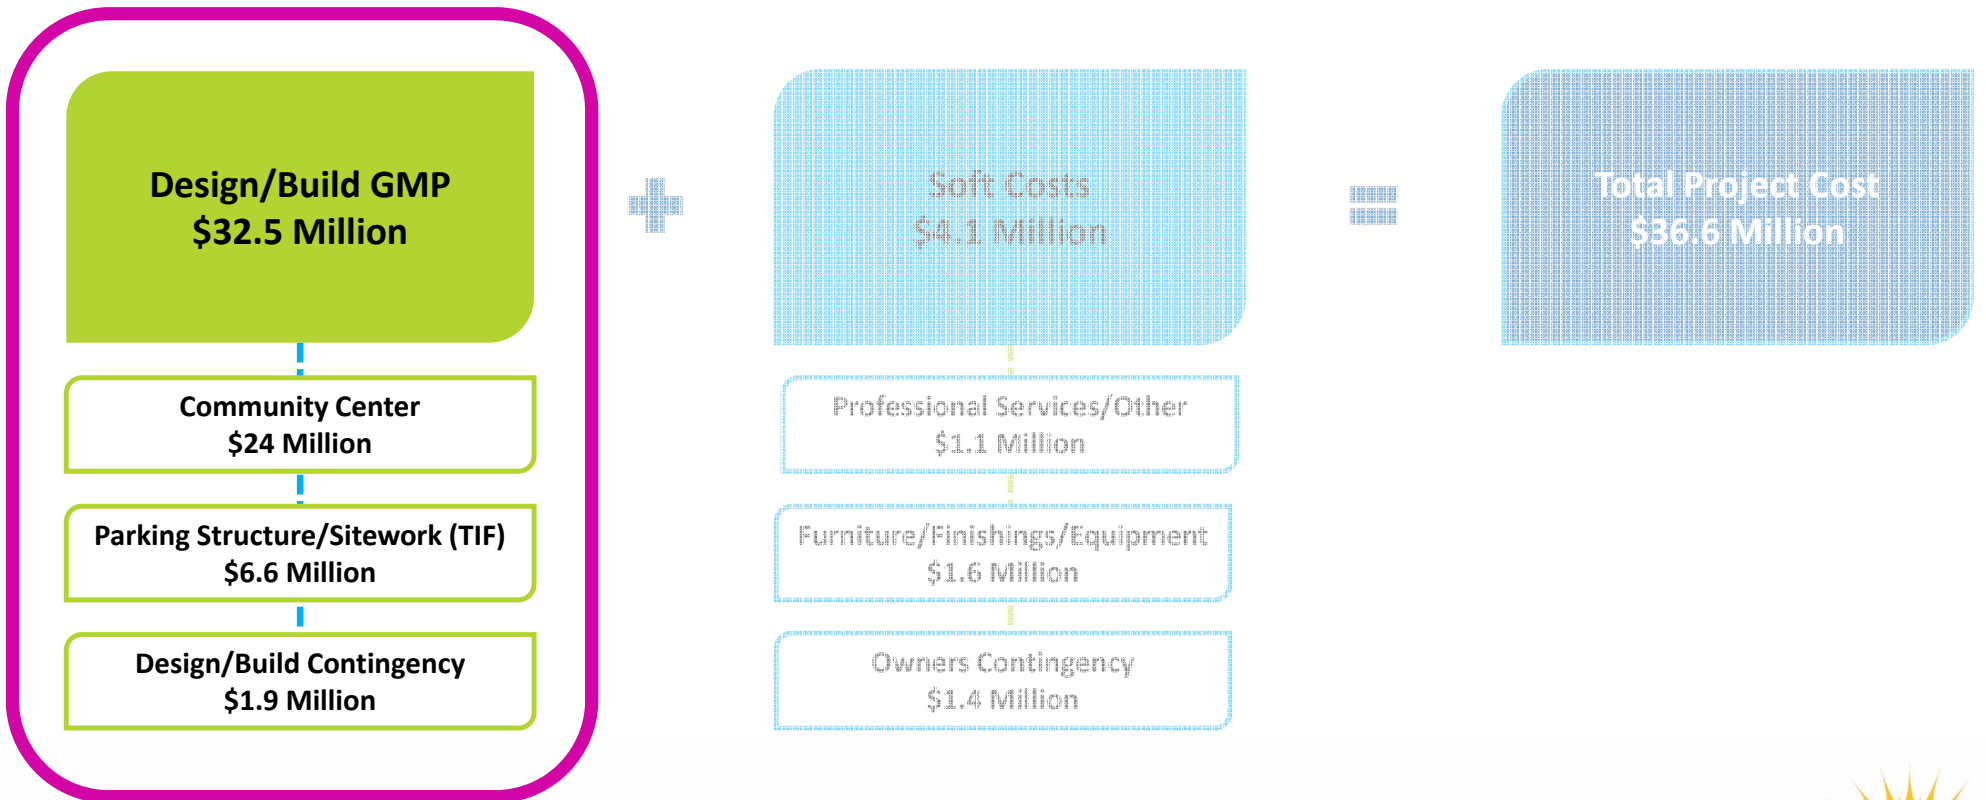 Design/Build GMP
$32.5 Million
Community Center
$24 Million
Parking Structure/Sitework (TIF)
$6.6 Million
Design/Build Contingency
$1.9 Million
Soft Costs
$4.1 Million
Professional Services/Other
$1.1 Million
Furniture/Finishings/Equipment
$1.6 Million
Owners Contingency
$1.4 Million
Total Project Cost
$36.6 Million